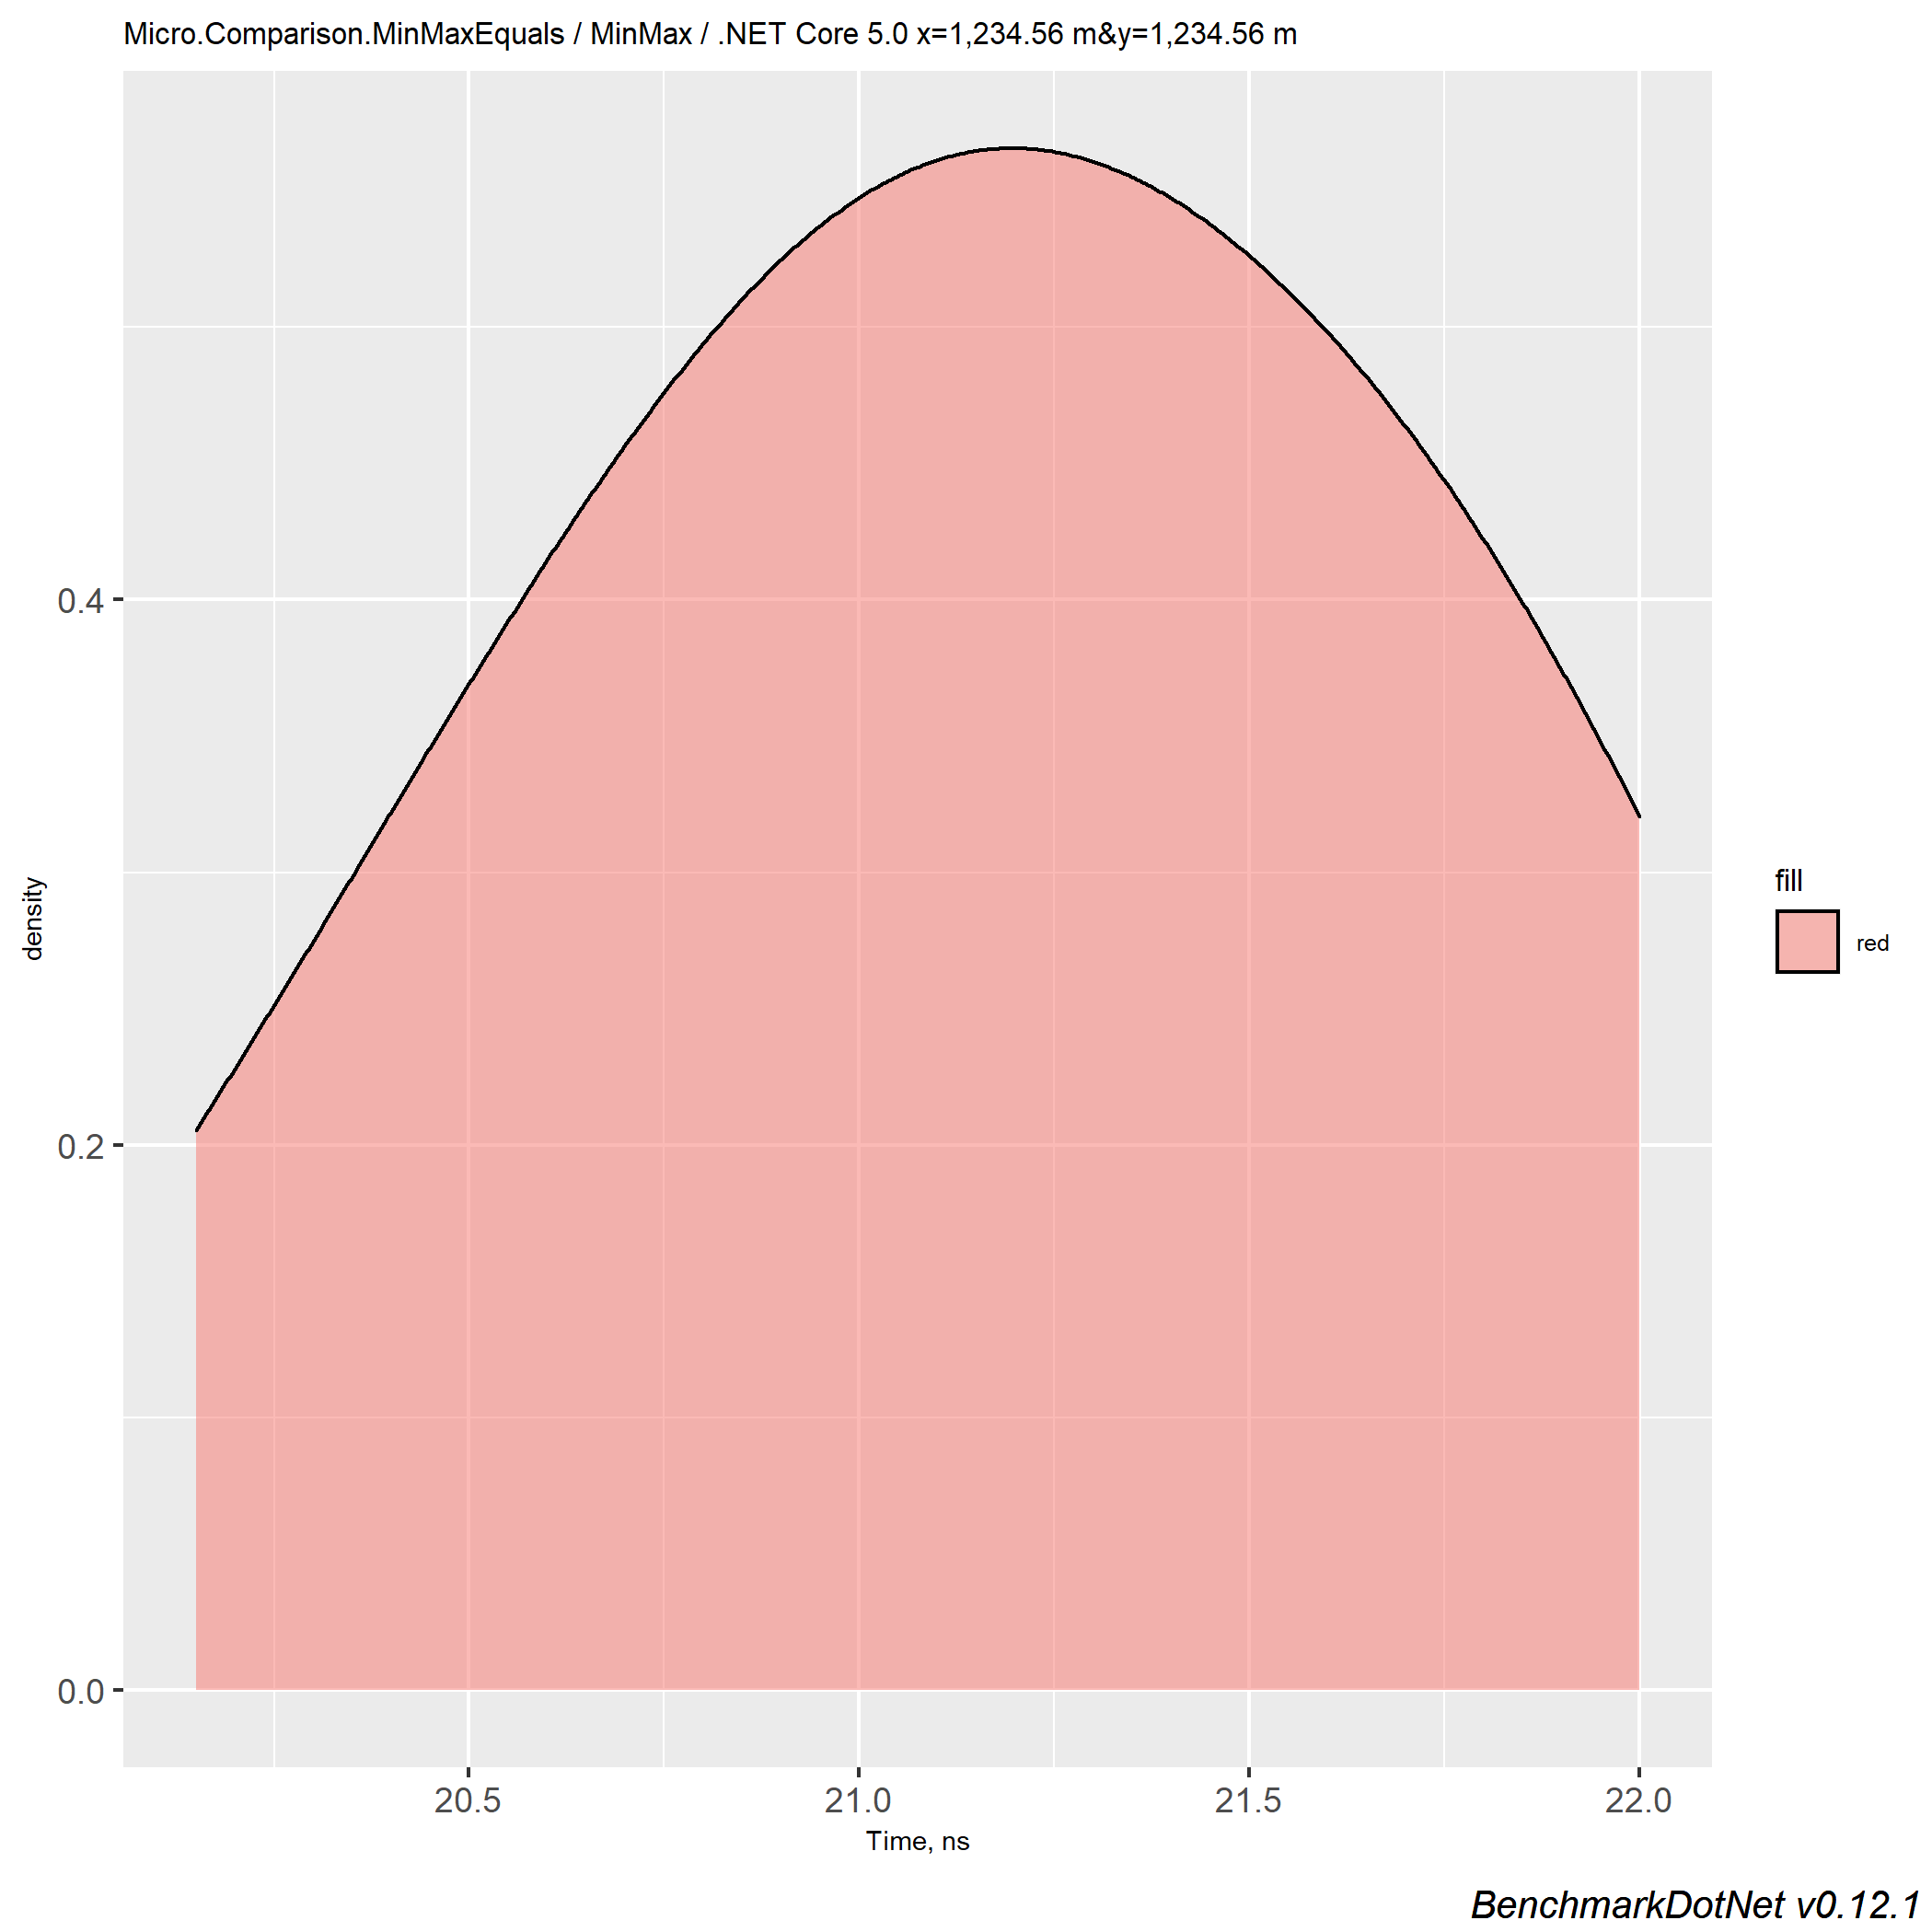 Micro.Comparison.MinMaxEquals / MinMax / .NET Core 5.0 x=1,234.56 m&y=1,234.56 m
0.4
0.2
0.0
density
20.5 21.0 21.5 22.0
Time, ns
fill
red
BenchmarkDotNet v0.12.1